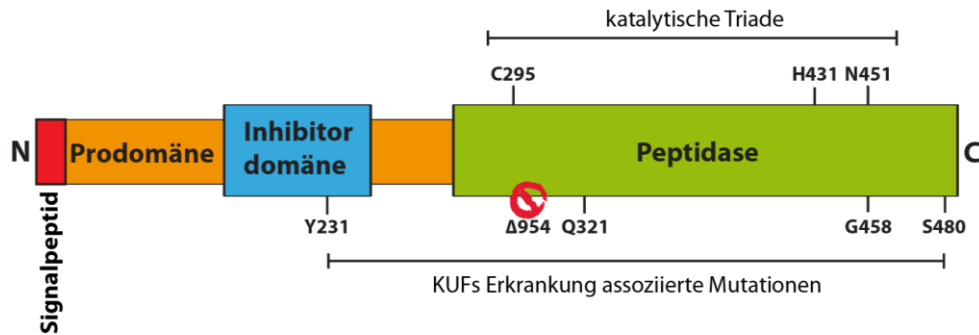 katalytische Triade
C295
H431 N451
N
Prodomäne
Inhibitor
domäne
Peptidase
C
Signalpeptid
Y231
Δ954
Q321
G458
S480
KUFs Erkrankung assoziierte Mutationen